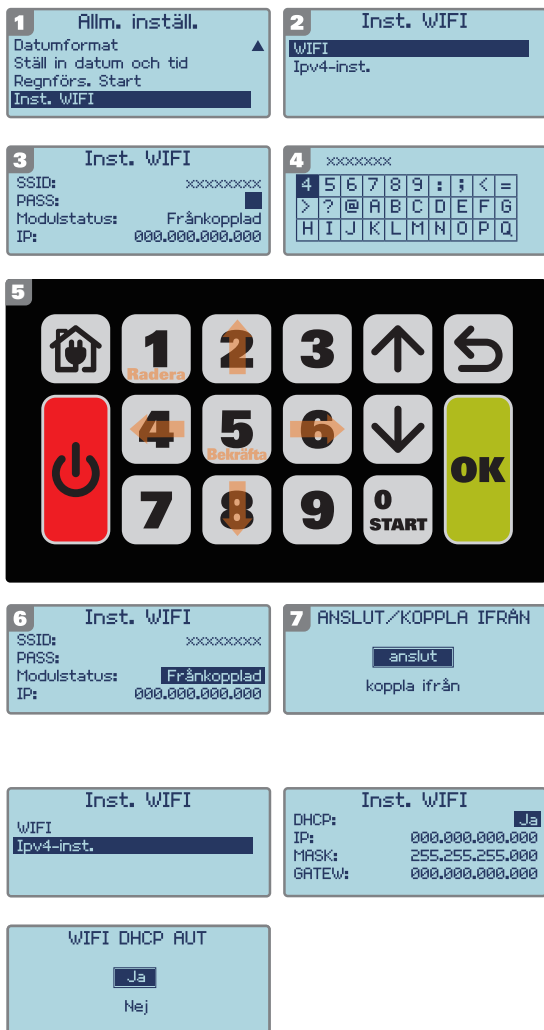 1 Allm. inställ.
Datumformat
Ställ in datum och tid
Regnförs. Start
Inst. WIFI
2 Inst. WIFI
WIFI
Ipv4-inst.
3 Inst. WIFI
SSID: xxxxxxxx
PASS:
Modulstatus: Frånkopplad
IP: 000.000.000.000
4 xxxxxxx
4 5 6 7 8 9 : ; < =
> ? @ A B C D E F G
H I J K L M N O P Q
5
1 2 3
Radera
4 5 6
Bekräfta
OK
7 8 9 0
START
6 Inst. WIFI
SSID: xxxxxxxx
PASS:
Modulstatus: Frånkopplad
IP: 000.000.000.000
7 ANSLUT/KOPPLA IFRÅN
anslut
koppla ifrån
Inst. WIFI
WIFI
Ipv4-inst.
Inst. WIFI
DHCP: Ja
IP: 000.000.000.000
MASK: 255.255.255.000
GATEW: 000.000.000.000
WIFI DHCP AUT
Ja
Nej